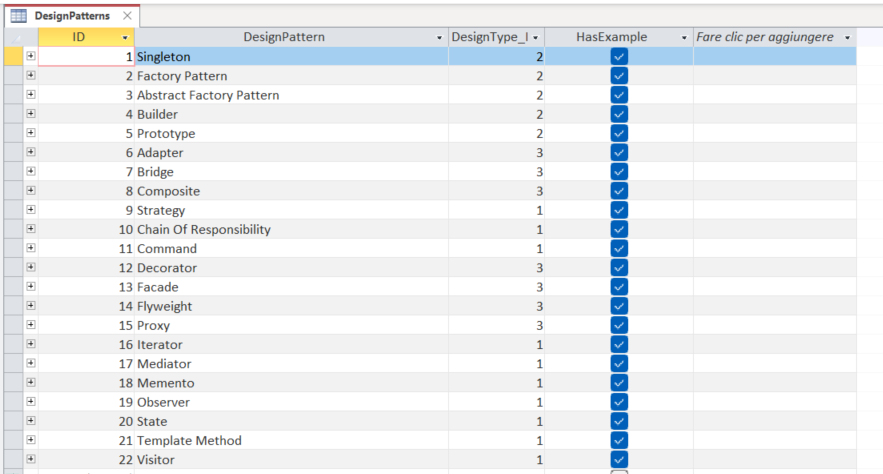 DesignPatterns
ID DesignPattern DesignType_I HasExample Fare clic per aggiungere
1 Singleton 2
2 Factory Pattern 2
3 Abstract Factory Pattern 2
4 Builder 2
5 Prototype 2
6 Adapter 3
7 Bridge 3
8 Composite 3
9 Strategy 1
10 Chain Of Responsibility 1
11 Command 1
12 Decorator 3
13 Facade 3
14 Flyweight 3
15 Proxy 3
16 Iterator 1
17 Mediator 1
18 Memento 1
19 Observer 1
20 State 1
21 Template Method 1
22 Visitor 1